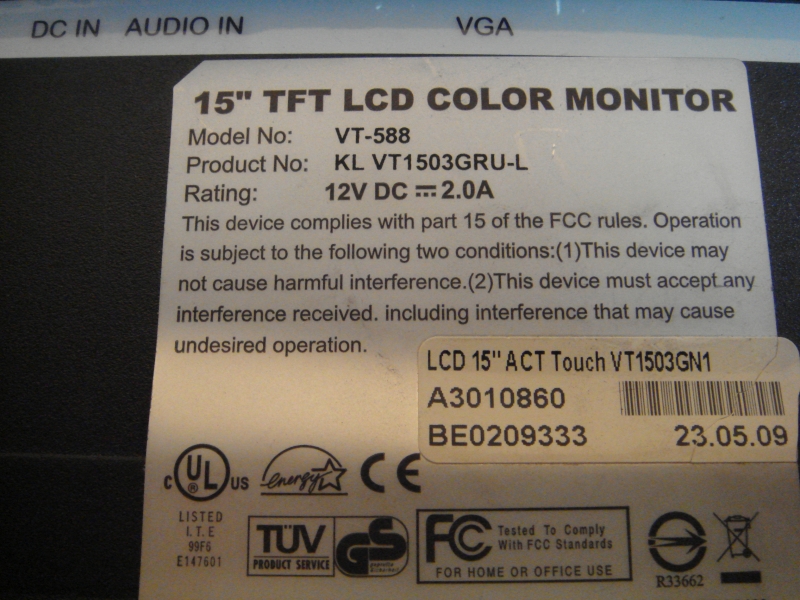 DC IN AUDIO IN VGA
15" TFT LCD COLOR MONITOR
Model No: VT-588
Product No: KL VT1503GRU-L
Rating: 12V DC ⎓ 2.0A
This device complies with part 15 of the FCC rules. Operation
is subject to the following two conditions:(1)This device may
not cause harmful interference.(2)This device must accept any
interference received. including interference that may cause
undesired operation.
LCD 15" ACT Touch VT1503GN1
A3010860
BE0209333 23.05.09
C UL ® US energy CE
LISTED
I.T.E
99F6
E147601
TÜV
PRODUCT SERVICE
GS
FC Tested To Comply
With FCC Standards
FOR HOME OR OFFICE USE
R33662